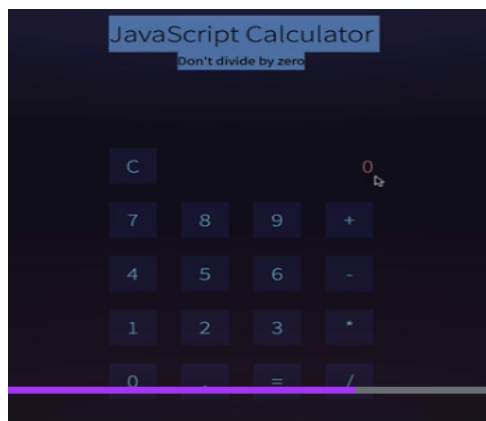 JavaScript Calculator
Don't divide by zero
C 0
7 8 9 +
4 5 6 -
1 2 3 *
0 . = /